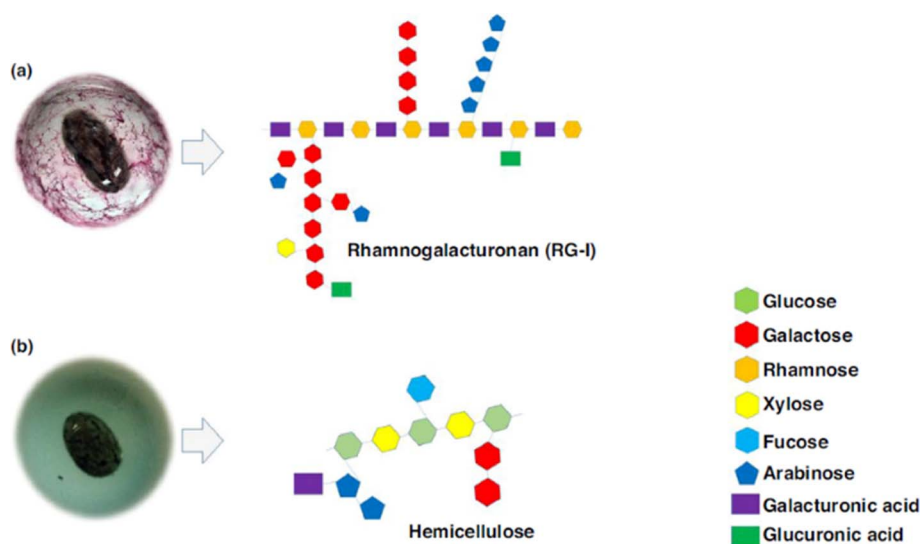 (a)
Rhamnogalacturonan (RG-I)
(b)
Hemicellulose
Glucose
Galactose
Rhamnose
Xylose
Fucose
Arabinose
Galacturonic acid
Glucuronic acid